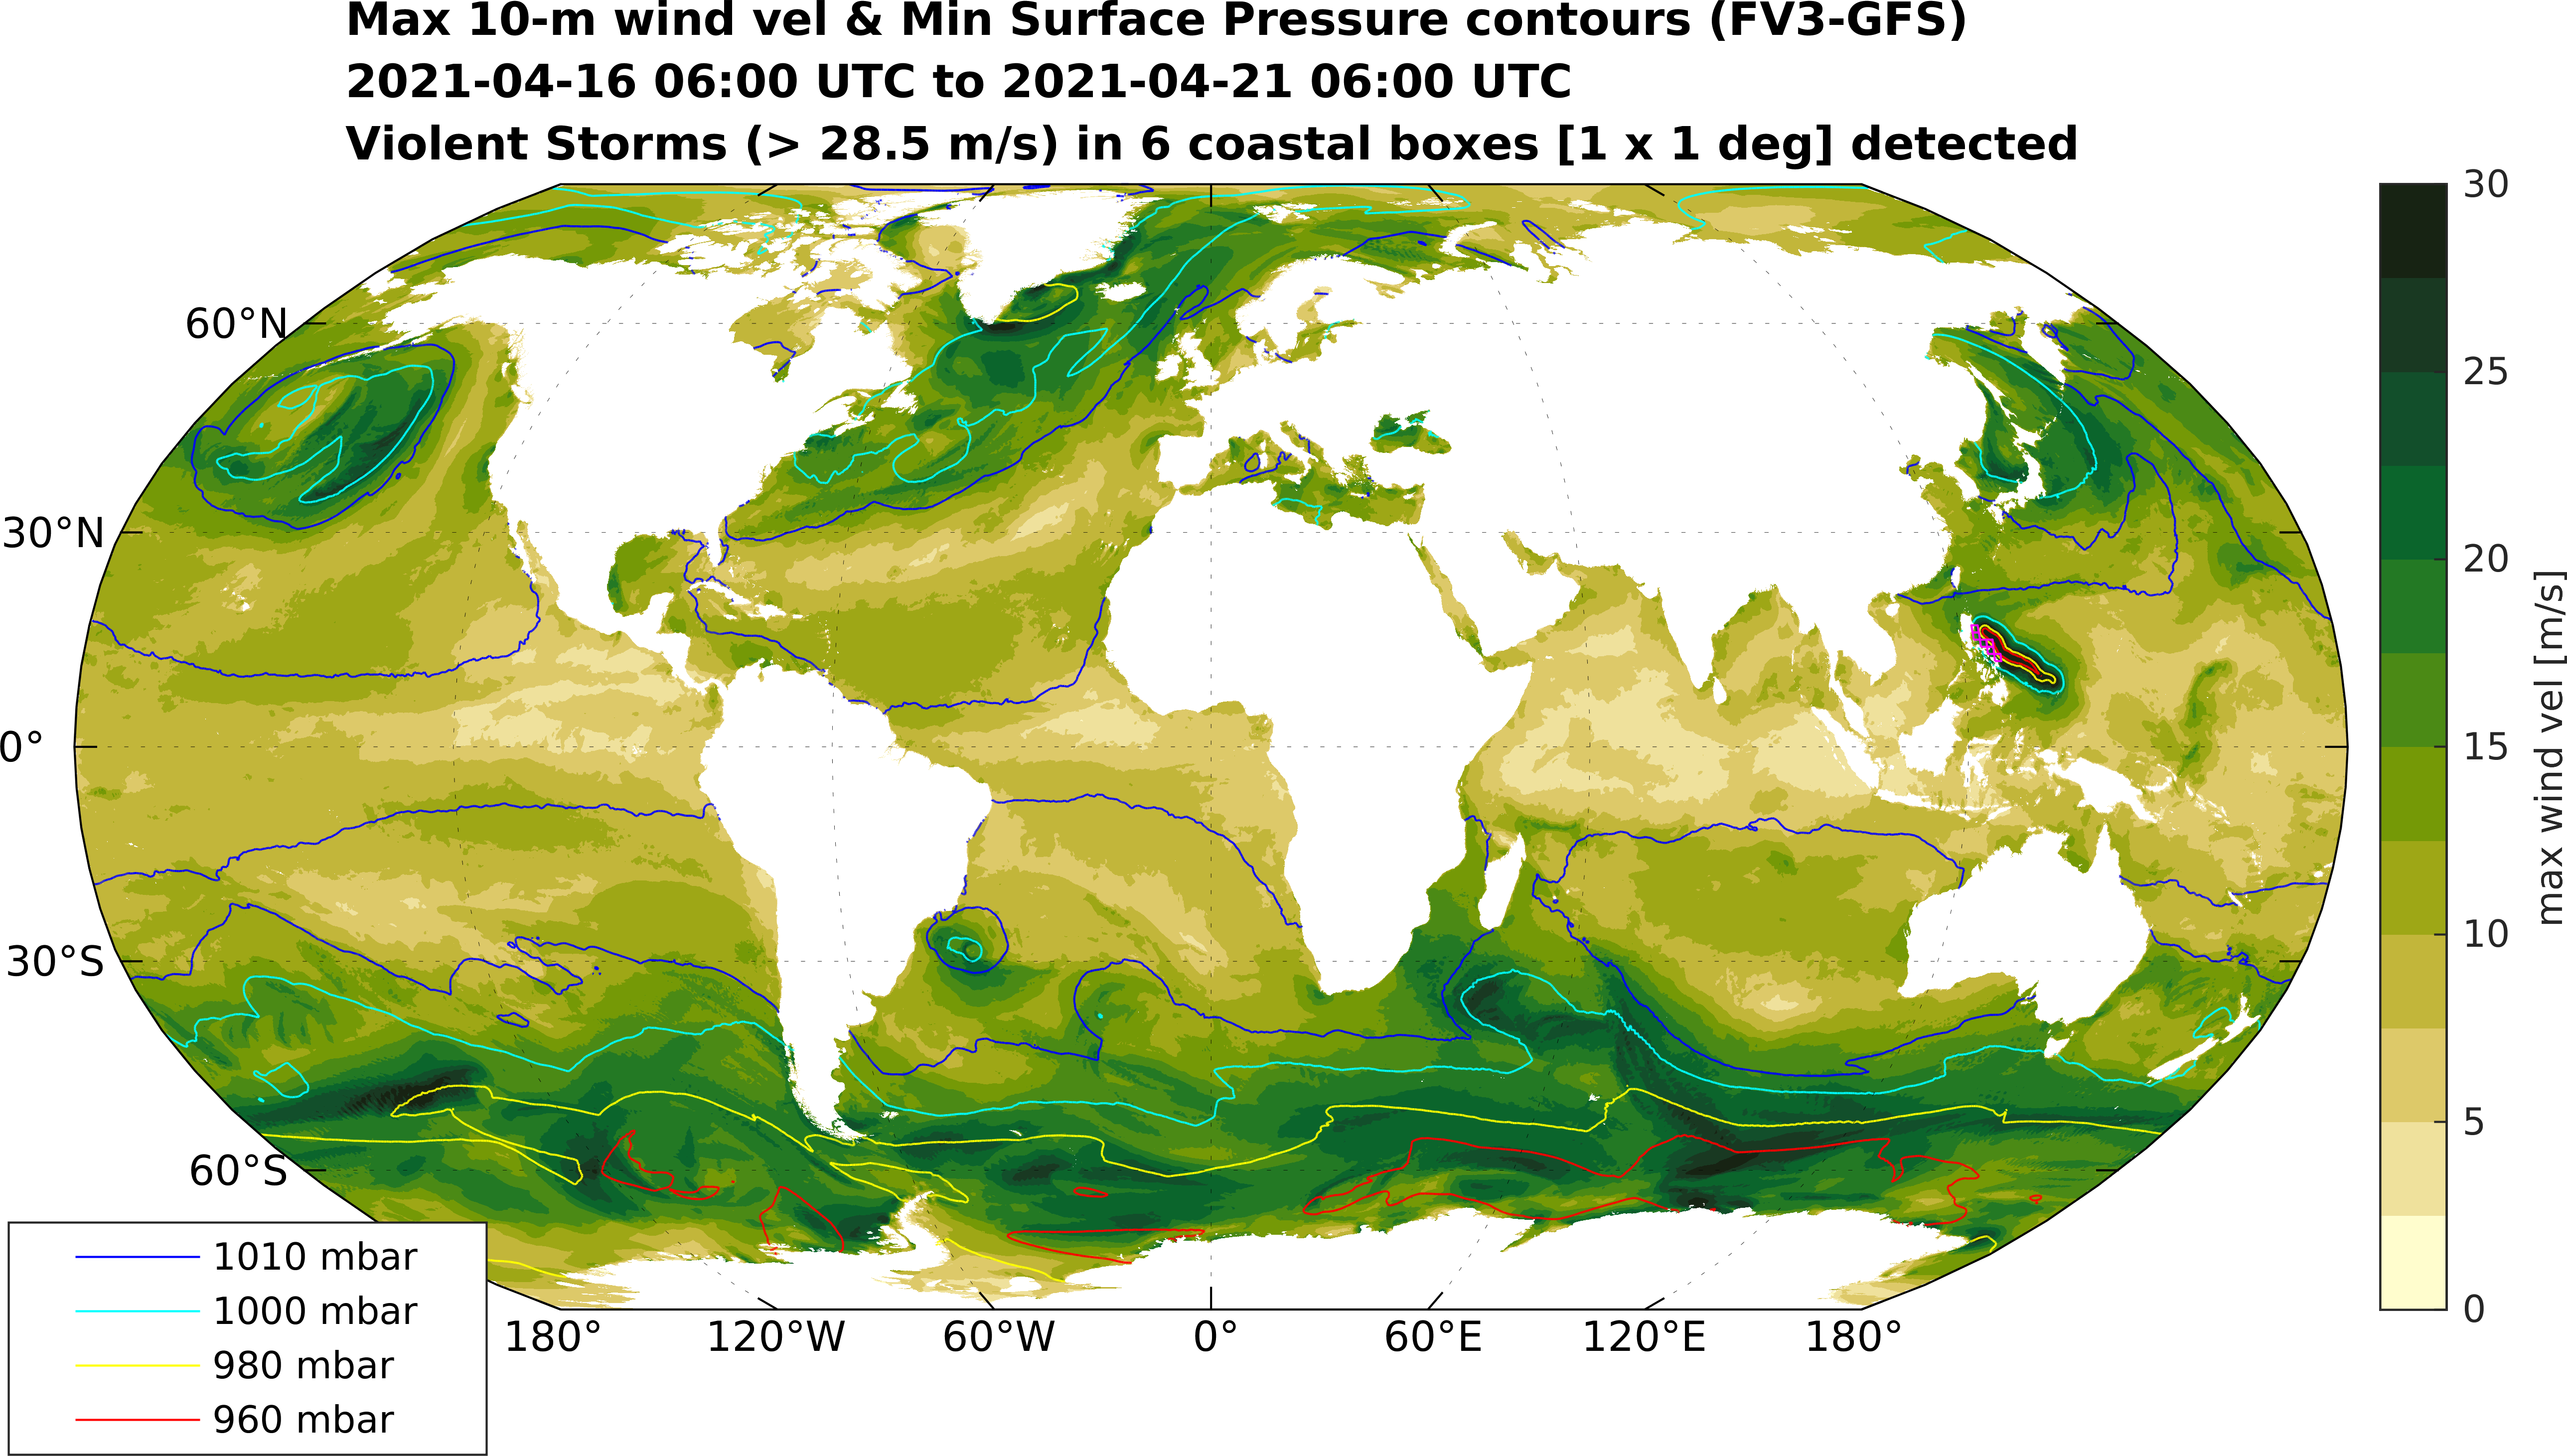 Max 10-m wind vel & Min Surface Pressure contours (FV3-GFS)
2021-04-16 06:00 UTC to 2021-04-21 06:00 UTC
Violent Storms (> 28.5 m/s) in 6 coastal boxes [1 x 1 deg] detected
60°N
30°N
0°
30°S
60°S
180°
120°W
60°W
0°
60°E
120°E
180°
1010 mbar
1000 mbar
980 mbar
960 mbar
30
25
20
15
10
5
0
max wind vel [m/s]